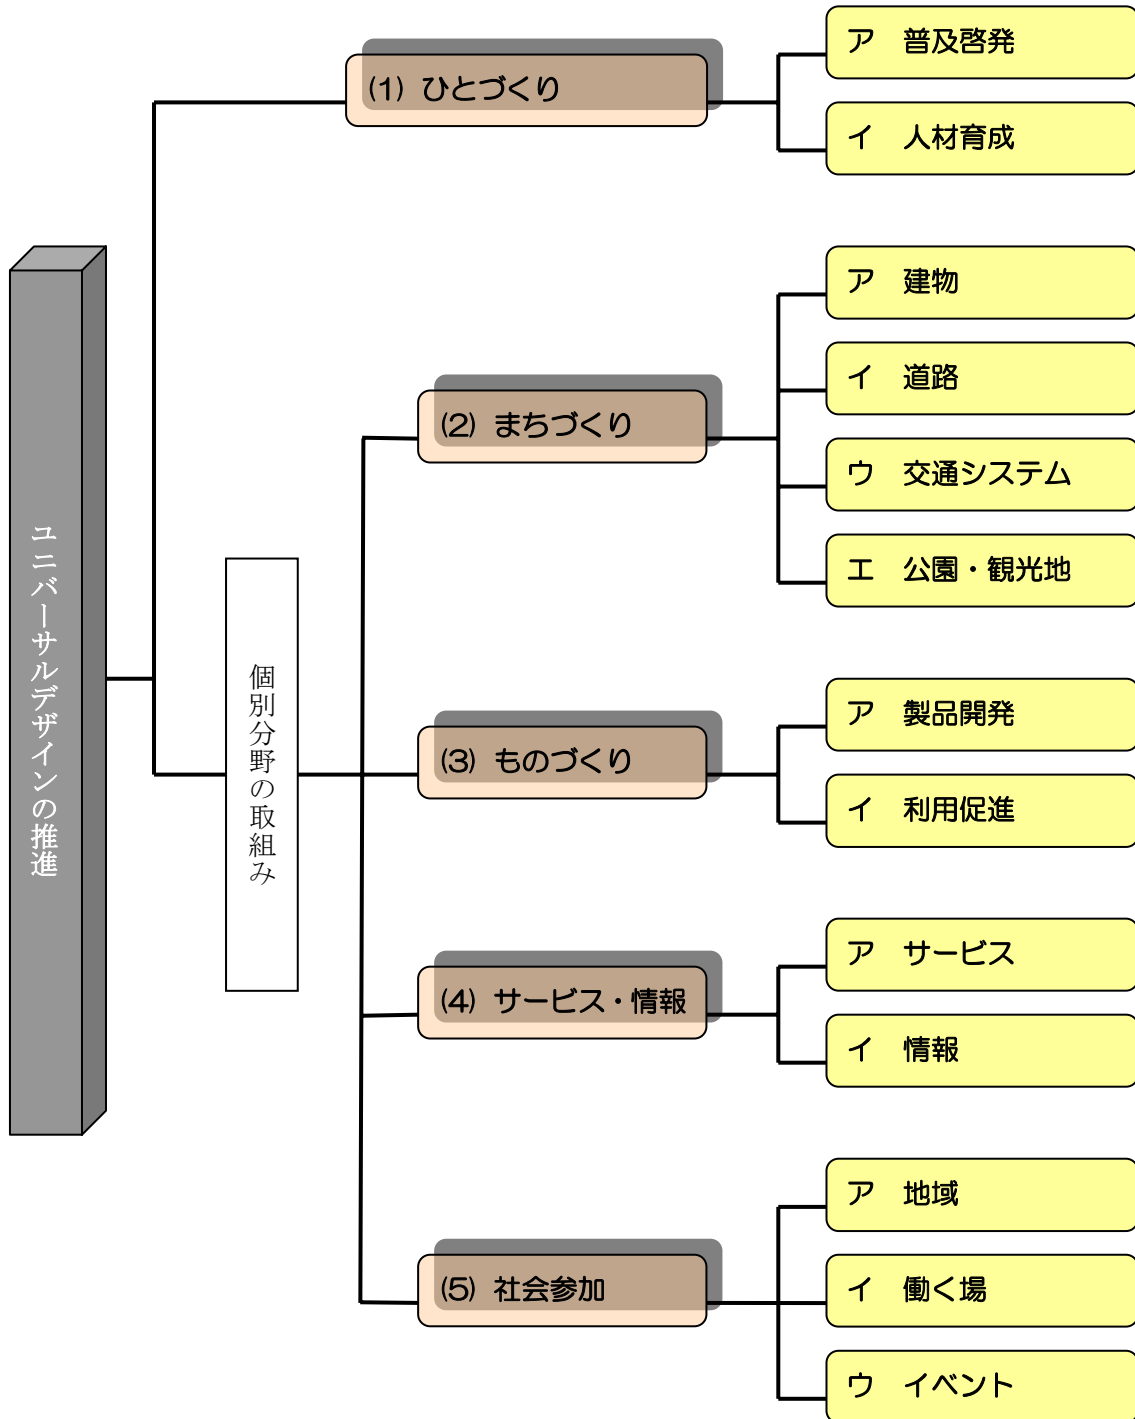 ユニバーサルデザインの推進
(1) ひとづくり
ア 普及啓発
イ 人材育成
個別分野の取組み
(2) まちづくり
ア 建物
イ 道路
ウ 交通システム
エ 公園・観光地
(3) ものづくり
ア 製品開発
イ 利用促進
(4) サービス・情報
ア サービス
イ 情報
(5) 社会参加
ア 地域
イ 働く場
ウ イベント